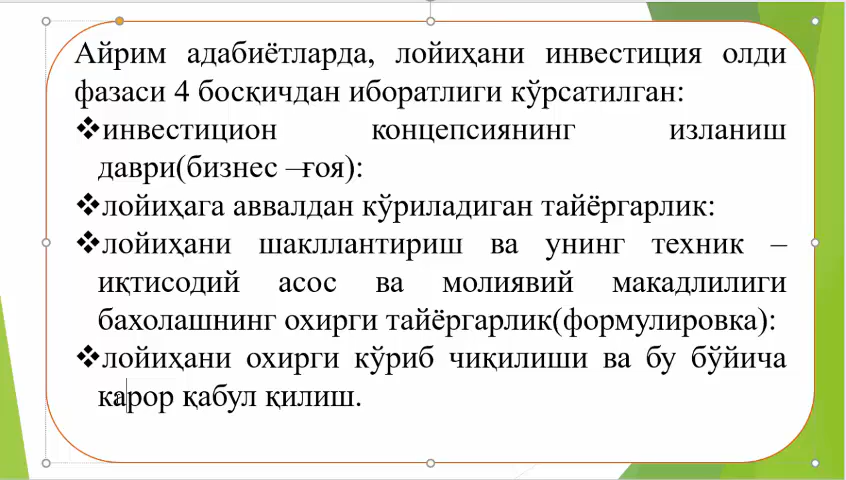 Айрим адабиётларда, лойиҳани инвестиция олди
фазаси 4 босқичдан иборатлиги кўрсатилган:
❖инвестицион концепсиянинг изланиш
даври(бизнес –ғоя):
❖лойиҳага аввалдан кўриладиган тайёргарлик:
❖лойиҳани шакллантириш ва унинг техник –
иқтисодий асос ва молиявий макадлилиги
бахолашнинг охирги тайёргарлик(формулировка):
❖лойиҳани охирги кўриб чиқилиши ва бу бўйича
карор қабул қилиш.